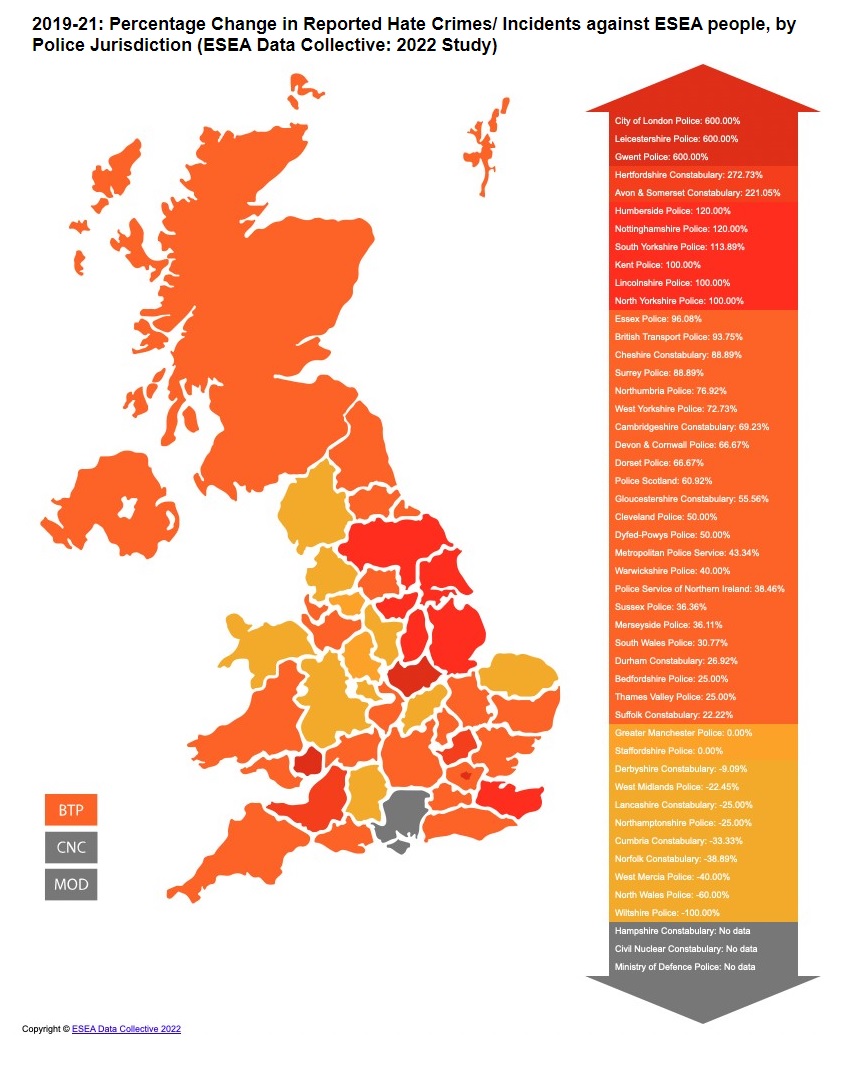 2019-21: Percentage Change in Reported Hate Crimes/ Incidents against ESEA people, by
Police Jurisdiction (ESEA Data Collective: 2022 Study)
City of London Police: 600.00%
Leicestershire Police: 600.00%
Gwent Police: 600.00%
Hertfordshire Constabulary: 272.73%
Avon & Somerset Constabulary: 221.05%
Humberside Police: 120.00%
Nottinghamshire Police: 120.00%
South Yorkshire Police: 113.89%
Kent Police: 100.00%
Lincolnshire Police: 100.00%
North Yorkshire Police: 100.00%
Essex Police: 96.08%
British Transport Police: 93.75%
Cheshire Constabulary: 88.89%
Surrey Police: 88.89%
Northumbria Police: 76.92%
West Yorkshire Police: 72.73%
Cambridgeshire Constabulary: 69.23%
Devon & Cornwall Police: 66.67%
Dorset Police: 66.67%
Police Scotland: 60.92%
Gloucestershire Constabulary: 55.56%
Cleveland Police: 50.00%
Dyfed-Powys Police: 50.00%
Metropolitan Police Service: 43.34%
Warwickshire Police: 40.00%
Police Service of Northern Ireland: 38.46%
Sussex Police: 36.36%
Merseyside Police: 36.11%
South Wales Police: 30.77%
Durham Constabulary: 26.92%
Bedfordshire Police: 25.00%
Thames Valley Police: 25.00%
Suffolk Constabulary: 22.22%
Greater Manchester Police: 0.00%
Staffordshire Police: 0.00%
Derbyshire Constabulary: -9.09%
West Midlands Police: -22.45%
Lancashire Constabulary: -25.00%
Northamptonshire Police: -25.00%
Cumbria Constabulary: -33.33%
Norfolk Constabulary: -38.89%
West Mercia Police: -40.00%
North Wales Police: -60.00%
Wiltshire Police: -100.00%
Hampshire Constabulary: No data
Civil Nuclear Constabulary: No data
Ministry of Defence Police: No data
BTP
CNC
MOD
Copyright © ESEA Data Collective 2022